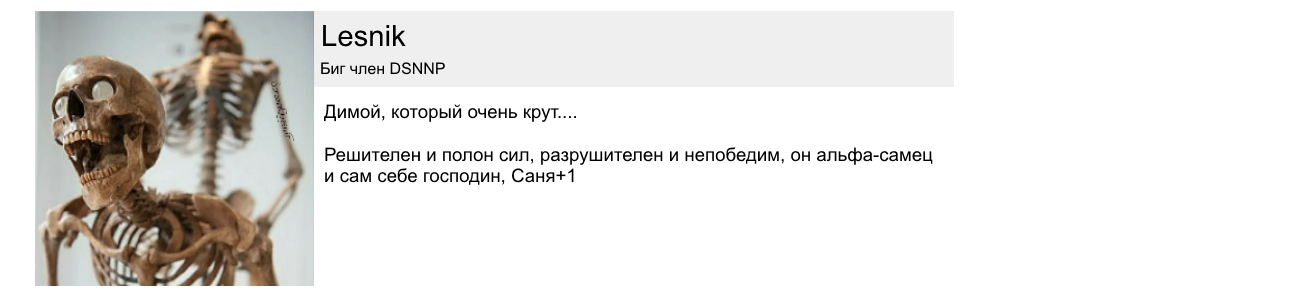 Lesnik
Биг член DSNNP
Димой, который очень крут....
Решителен и полон сил, разрушителен и непобедим, он альфа-самец
и сам себе господин, Саня+1